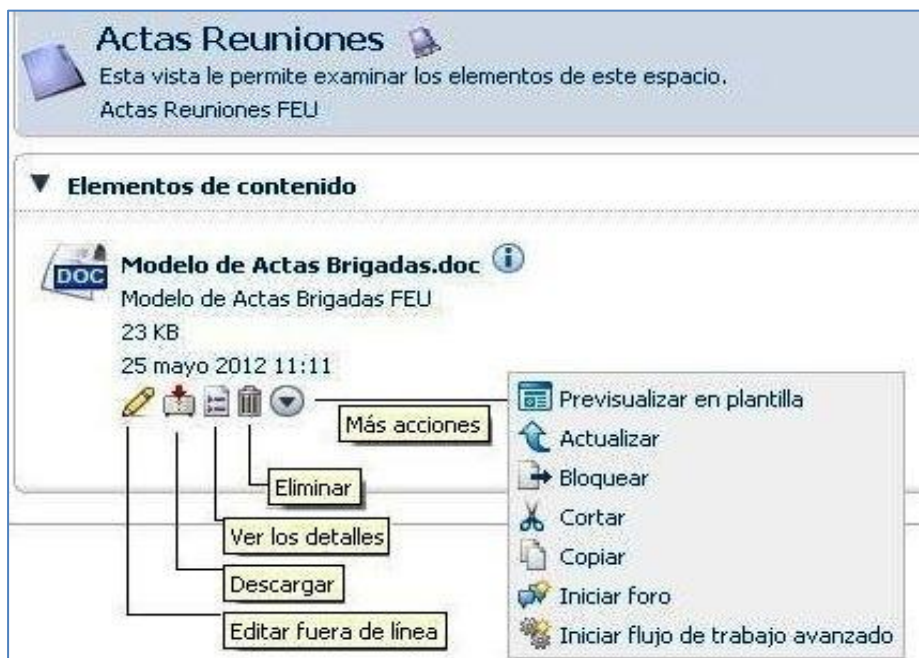 Actas Reuniones
Esta vista le permite examinar los elementos de este espacio.
Actas Reuniones FEU
Elementos de contenido
DOC
Modelo de Actas Brigadas.doc
Modelo de Actas Brigadas FEU
23 KB
25 mayo 2012 11:11
Más acciones
Eliminar
Ver los detalles
Descargar
Editar fuera de línea
Previsualizar en plantilla
Actualizar
Bloquear
Cortar
Copiar
Iniciar foro
Iniciar flujo de trabajo avanzado